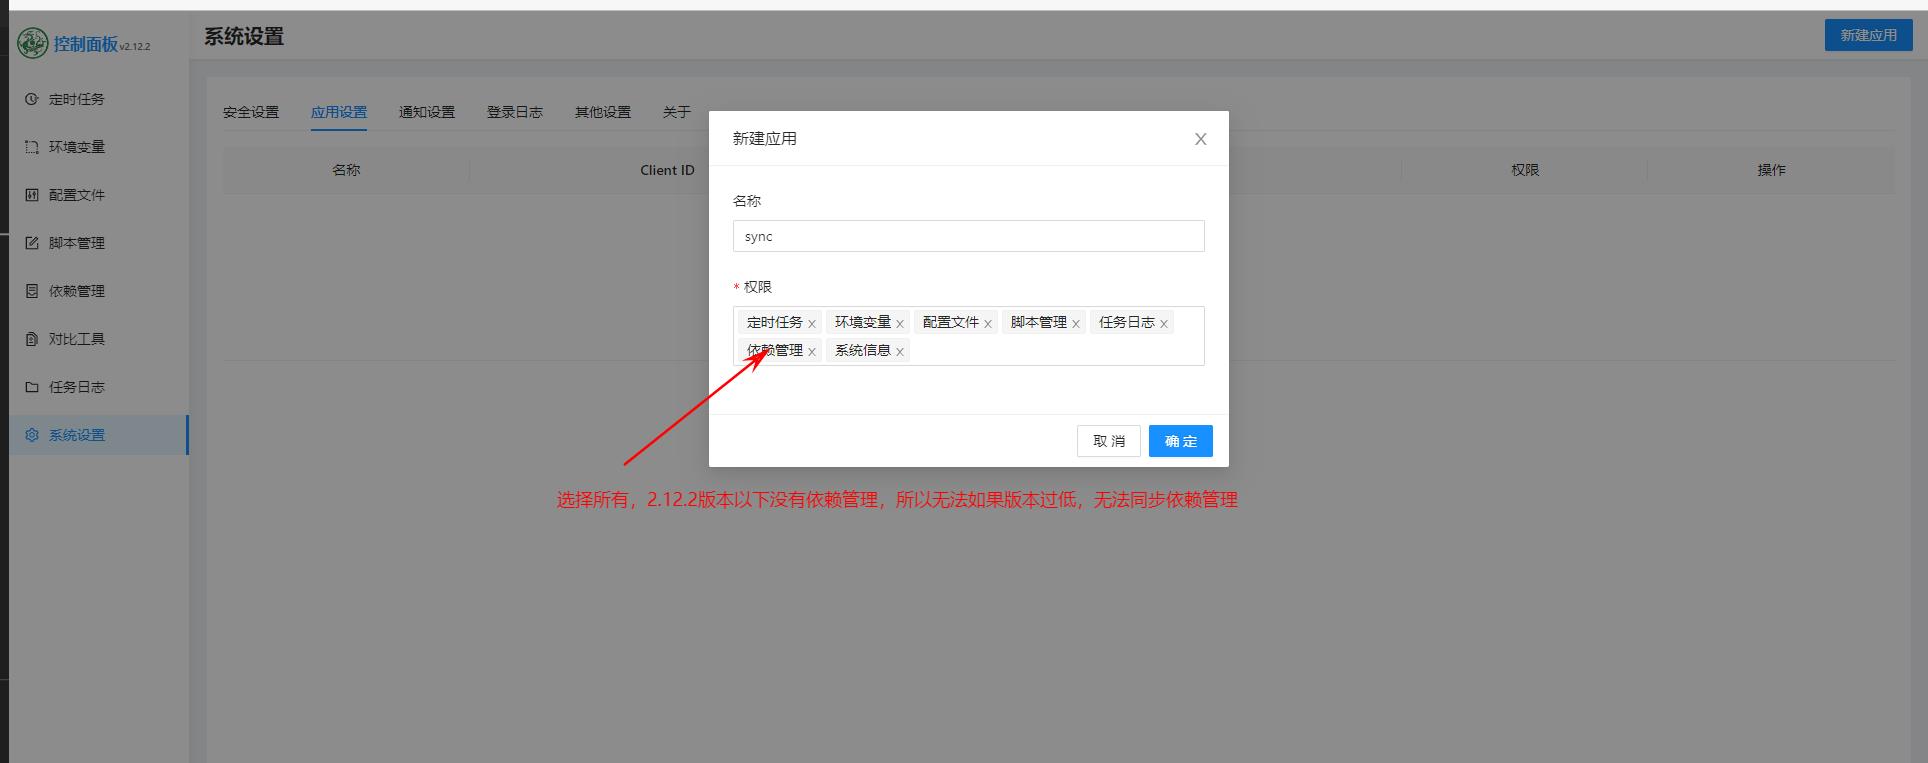 控制面板 v2.12.2
定时任务
环境变量
配置文件
脚本管理
依赖管理
对比工具
任务日志
系统设置
系统设置
新建应用
安全设置 应用设置 通知设置 登录日志 其他设置 关于
名称 Client ID 权限 操作
新建应用 X
名称
sync
* 权限
定时任务 x 环境变量 x 配置文件 x 脚本管理 x 任务日志 x
依赖管理 x 系统信息 x
取 消 确 定
选择所有，2.12.2版本以下没有依赖管理，所以无法如果版本过低，无法同步依赖管理